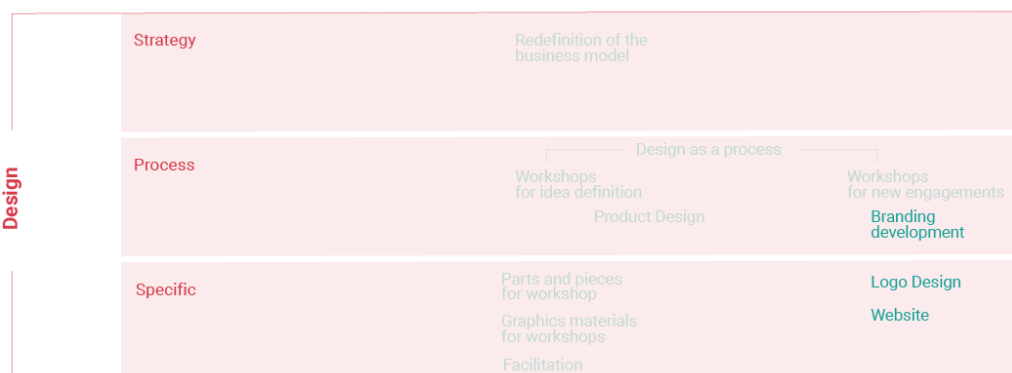 Design
Strategy
Redefinition of the
business model
Process
Design as a process
Workshops
for idea definition
Product Design
Workshops
for new engagements
Branding
development
Specific
Parts and pieces
for workshop
Graphics materials
for workshops
Facilitation
Logo Design
Website